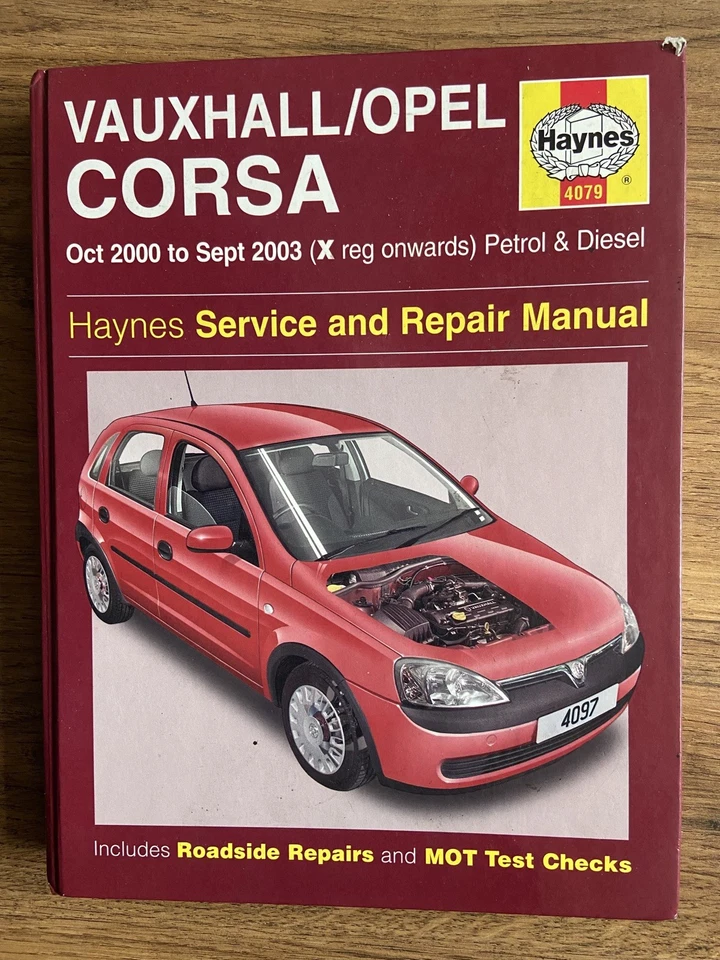 VAUXHALL/OPEL
CORSA
Haynes
4079
®
Oct 2000 to Sept 2003 (X reg onwards) Petrol & Diesel
Haynes Service and Repair Manual
4097
Includes Roadside Repairs and MOT Test Checks